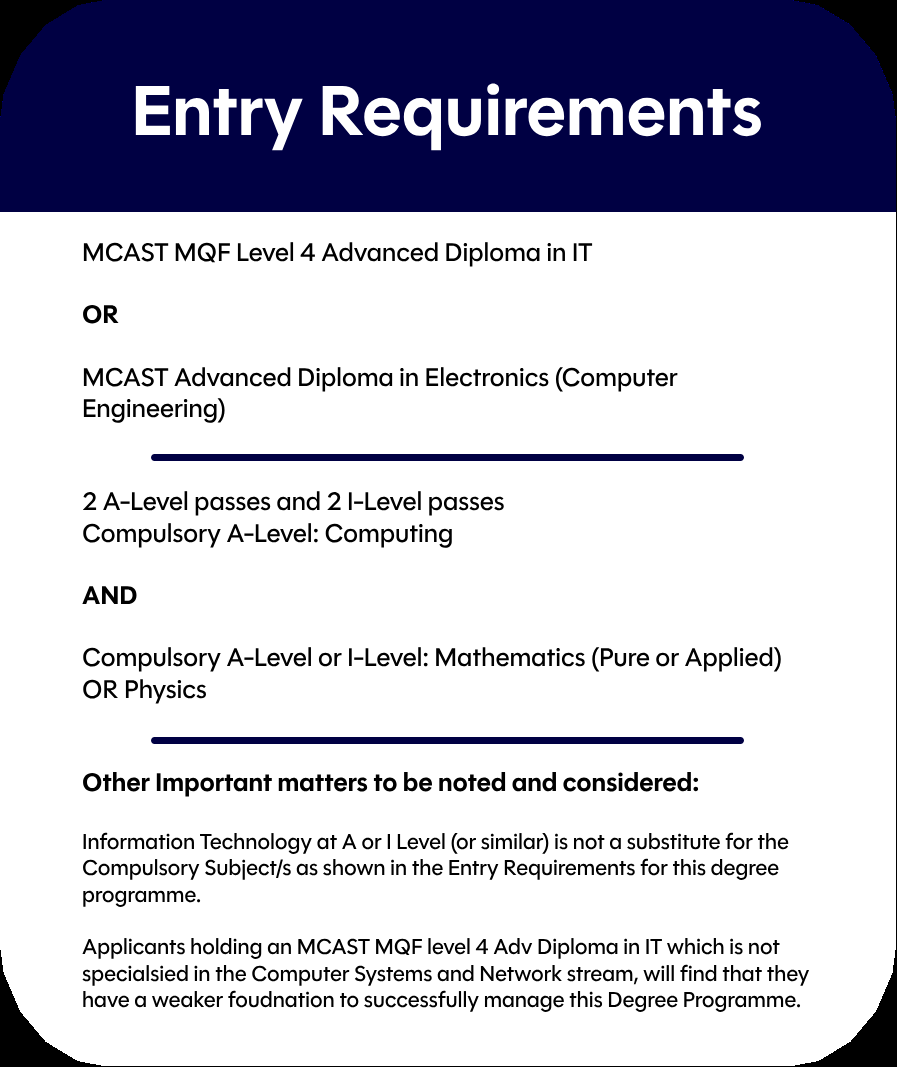 Entry Requirements
MCAST MQF Level 4 Advanced Diploma in IT
OR
MCAST Advanced Diploma in Electronics (Computer
Engineering)
2 A-Level passes and 2 I-Level passes
Compulsory A-Level: Computing
AND
Compulsory A-Level or I-Level: Mathematics (Pure or Applied)
OR Physics
Other Important matters to be noted and considered:
Information Technology at A or I Level (or similar) is not a substitute for the
Compulsory Subject/s as shown in the Entry Requirements for this degree
programme.
Applicants holding an MCAST MQF level 4 Adv Diploma in IT which is not
specialsied in the Computer Systems and Network stream, will find that they
have a weaker foudnation to successfully manage this Degree Programme.